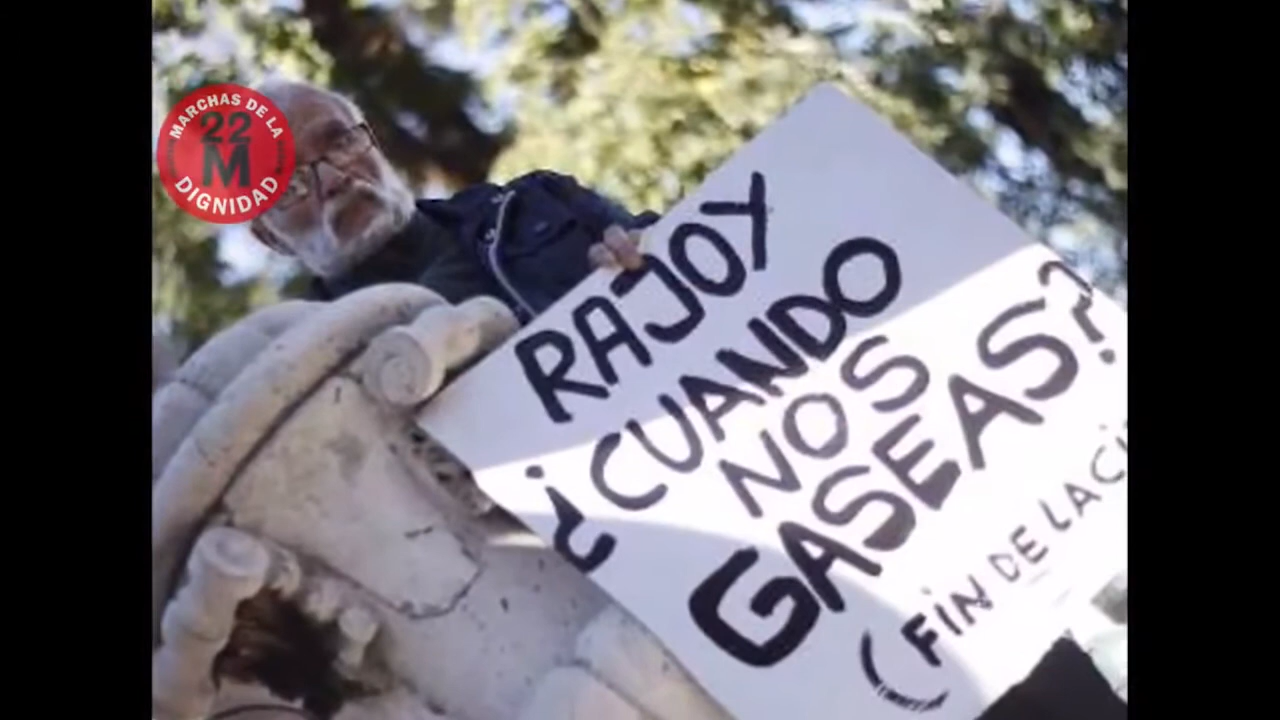 MARCHAS DE LA
22
M
DIGNIDAD
RAJOY
¿CUANDO
NOS
GASEAS?
(FIN DE LA